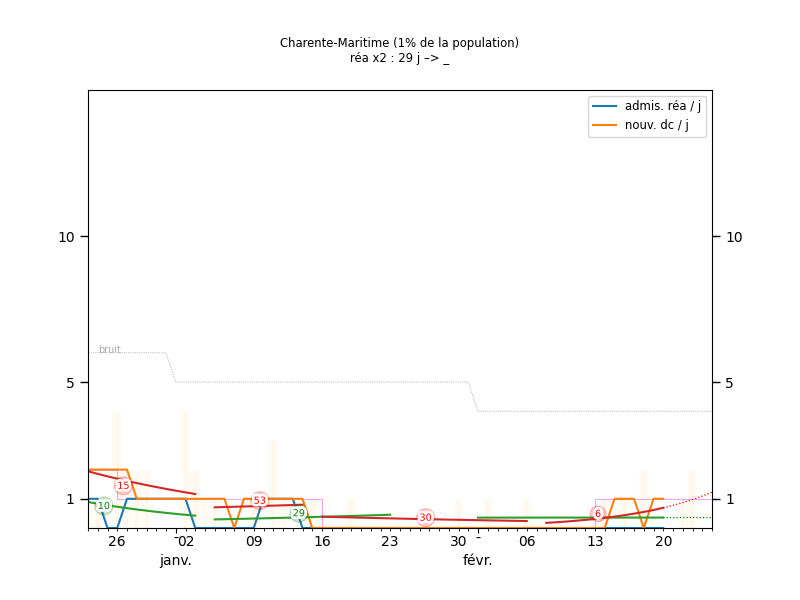 Charente-Maritime (1% de la population)
réa x2 : 29 j –> _
admis. réa / j
nouv. dc / j
10 10
bruit
5 5
15
53
10
29
30
6
1 1
26 02 09 16 23 30 06 13 20
janv. févr.